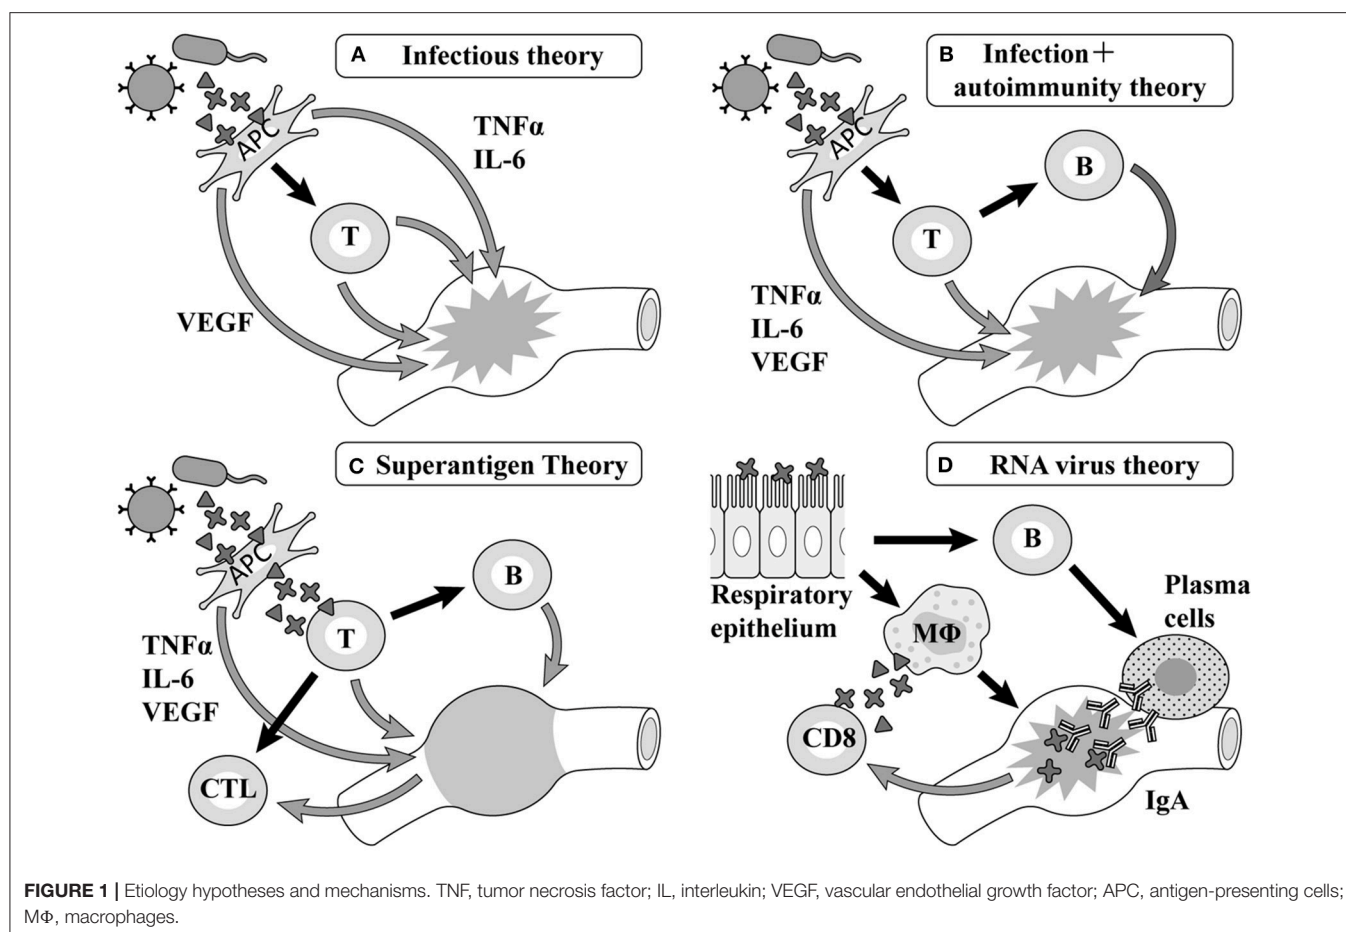 A Infectious theory
APC
TNFα
IL-6
T
VEGF
B Infection＋
autoimmunity theory
APC
B
T
TNFα
IL-6
VEGF
C Superantigen Theory
APC
B
T
TNFα
IL-6
VEGF
CTL
D RNA virus theory
B
Respiratory
epithelium
Plasma
cells
MΦ
CD8
IgA
FIGURE 1 | Etiology hypotheses and mechanisms. TNF, tumor necrosis factor; IL, interleukin; VEGF, vascular endothelial growth factor; APC, antigen-presenting cells;
MΦ, macrophages.